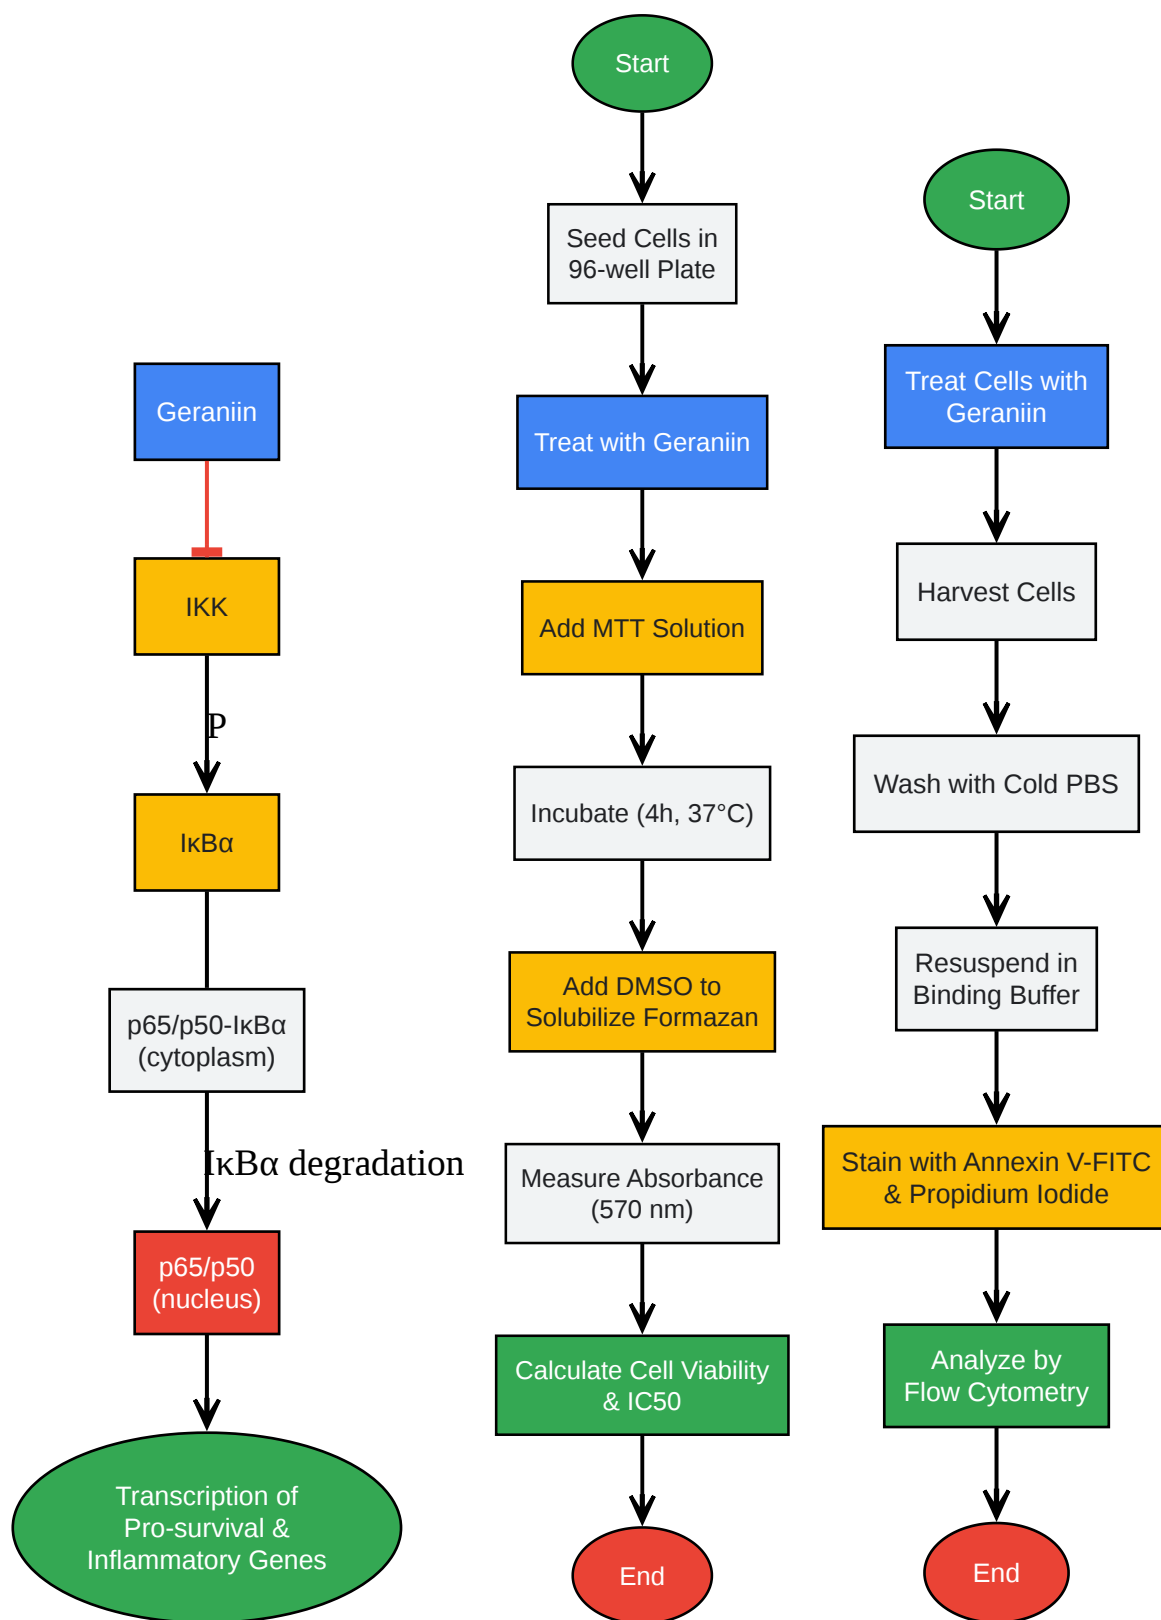 Geraniin
IKK
P
IκBα
p65/p50-IκBα
(cytoplasm)
IκBα degradation
p65/p50
(nucleus)
Transcription of
Pro-survival &
Inflammatory Genes
Start
Seed Cells in
96-well Plate
Treat with Geraniin
Add MTT Solution
Incubate (4h, 37°C)
Add DMSO to
Solubilize Formazan
Measure Absorbance
(570 nm)
Calculate Cell Viability
& IC50
End
Start
Treat Cells with
Geraniin
Harvest Cells
Wash with Cold PBS
Resuspend in
Binding Buffer
Stain with Annexin V-FITC
& Propidium Iodide
Analyze by
Flow Cytometry
End